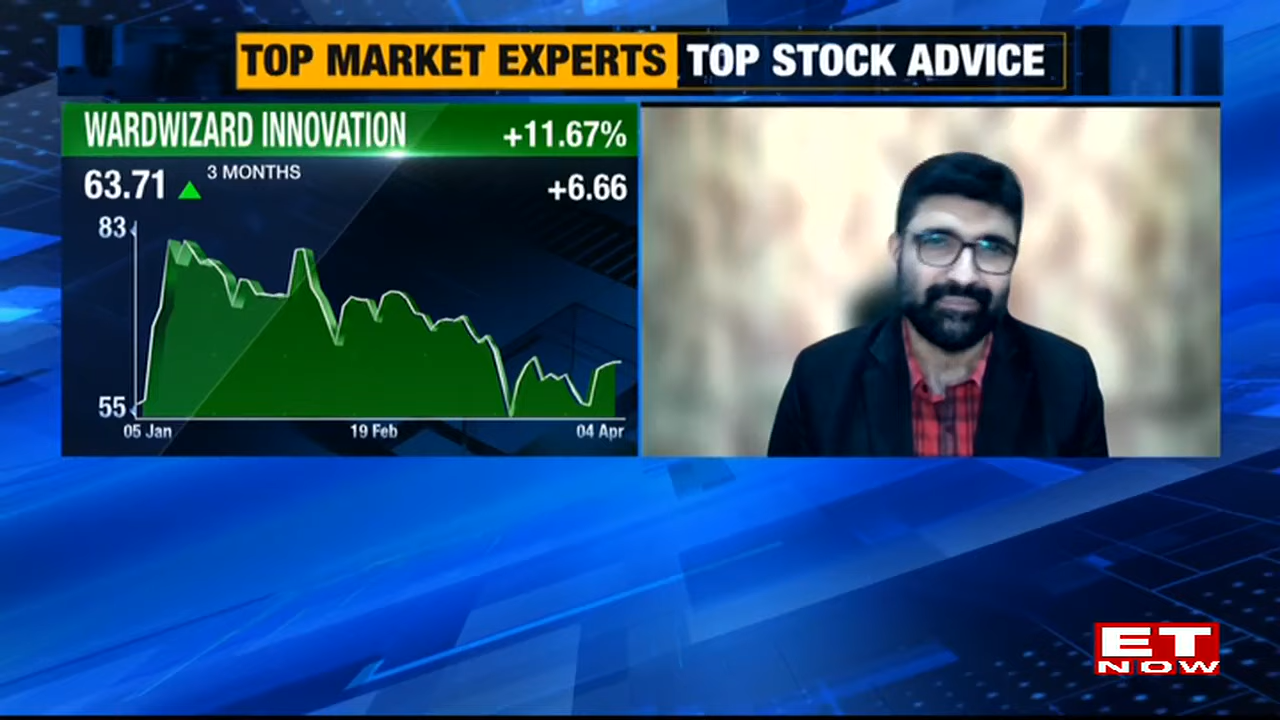 TOP MARKET EXPERTS TOP STOCK ADVICE
WARDWIZARD INNOVATION +11.67%
63.71 3 MONTHS +6.66
83
55
05 Jan 19 Feb 04 Apr
ET
NOW